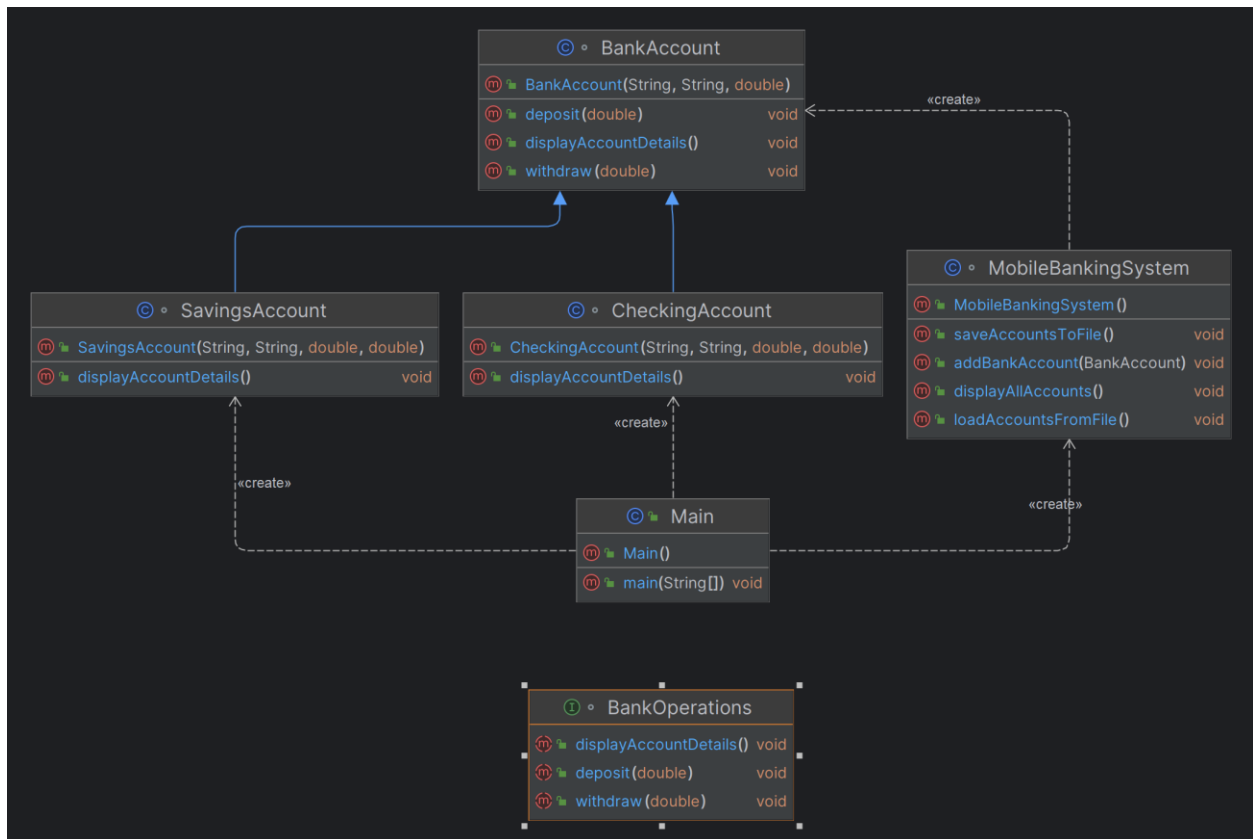 BankAccount
BankAccount(String, String, double)
deposit(double) void
displayAccountDetails() void
withdraw(double) void
«create»
SavingsAccount
SavingsAccount(String, String, double, double)
displayAccountDetails() void
CheckingAccount
CheckingAccount(String, String, double, double)
displayAccountDetails() void
MobileBankingSystem
MobileBankingSystem()
saveAccountsToFile() void
addBankAccount(BankAccount) void
displayAllAccounts() void
loadAccountsFromFile() void
«create»
«create»
«create»
Main
Main()
main(String[]) void
BankOperations
displayAccountDetails() void
deposit(double) void
withdraw(double) void